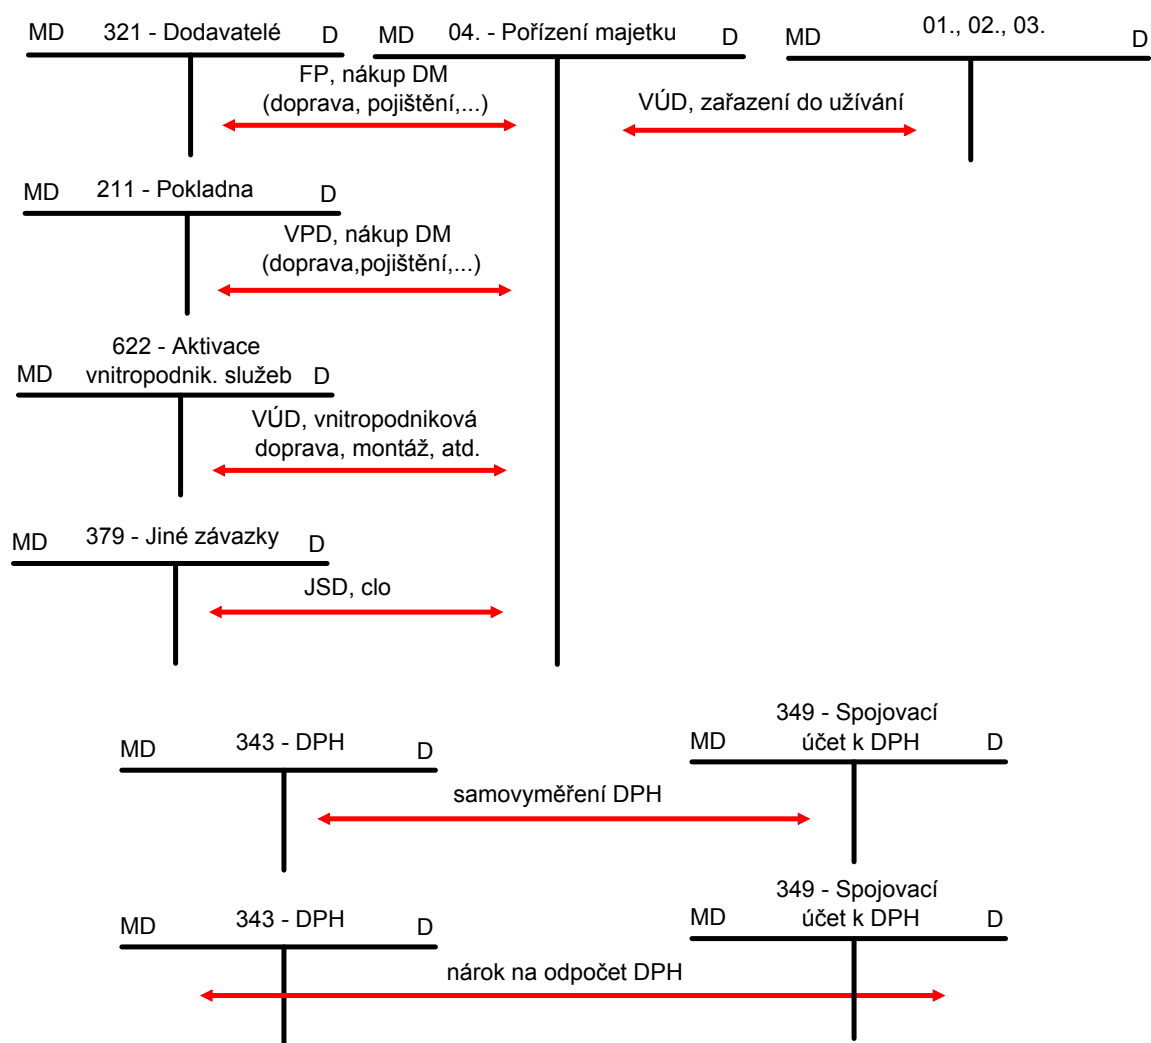 MD 321 - Dodavatelé D
MD 04. - Pořízení majetku D
MD 01., 02., 03. D
FP, nákup DM
(doprava, pojištění,...)
VÚD, zařazení do užívání
MD 211 - Pokladna D
VPD, nákup DM
(doprava,pojištění,...)
622 - Aktivace
MD vnitropodnik. služeb D
VÚD, vnitropodniková
doprava, montáž, atd.
MD 379 - Jiné závazky D
JSD, clo
MD 343 - DPH D
349 - Spojovací
MD účet k DPH D
samovyměření DPH
MD 343 - DPH D
349 - Spojovací
MD účet k DPH D
nárok na odpočet DPH